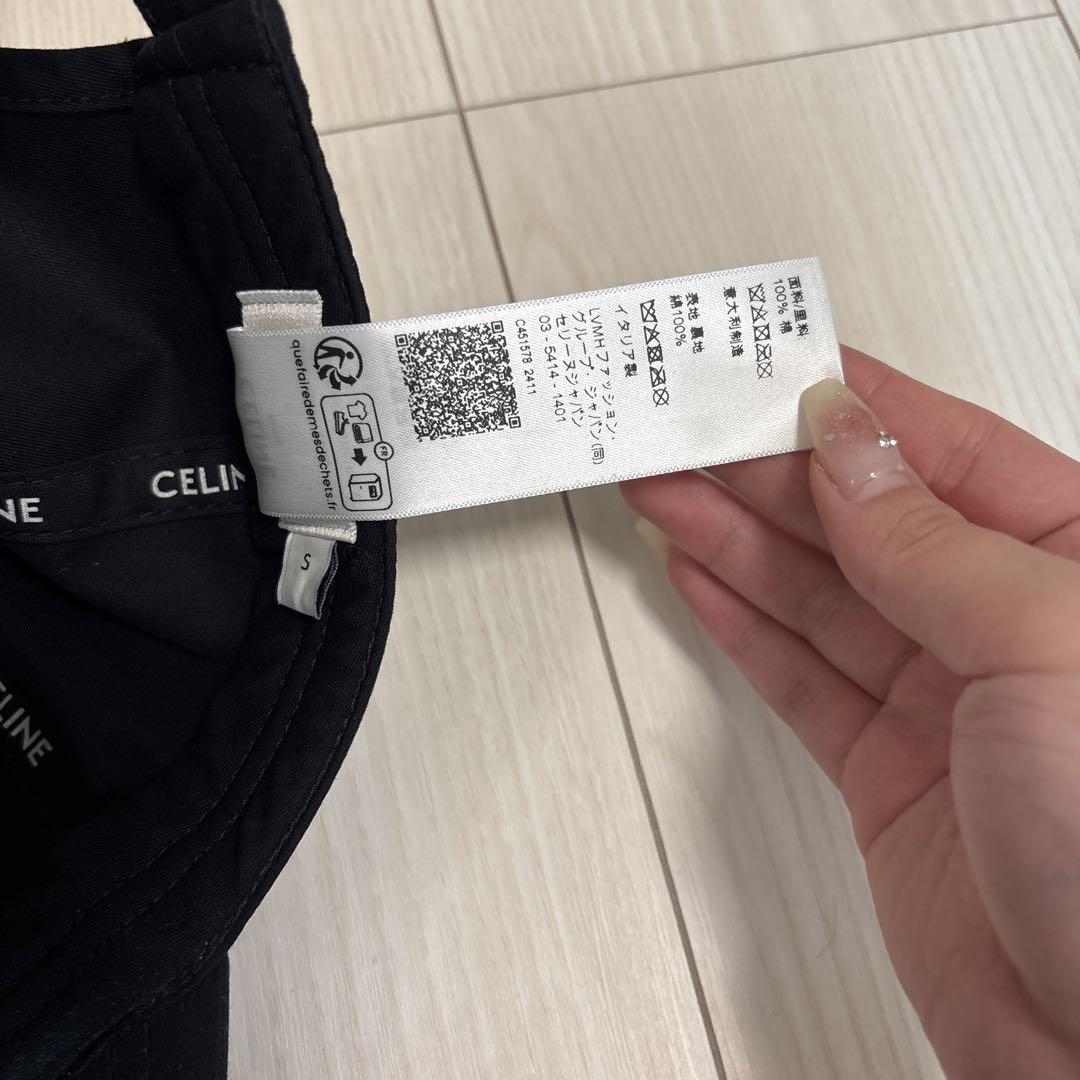 面料/里料:
100% 棉
意大利制造
表地 裏地
綿100%
イタリア製
LVMHファッション・
グループ ジャパン(同)
セリーヌジャパン
03 - 5414 - 1401
C451578 2411
FR
quefairedemesdechets.fr
CELIN
NE
ELINE
S